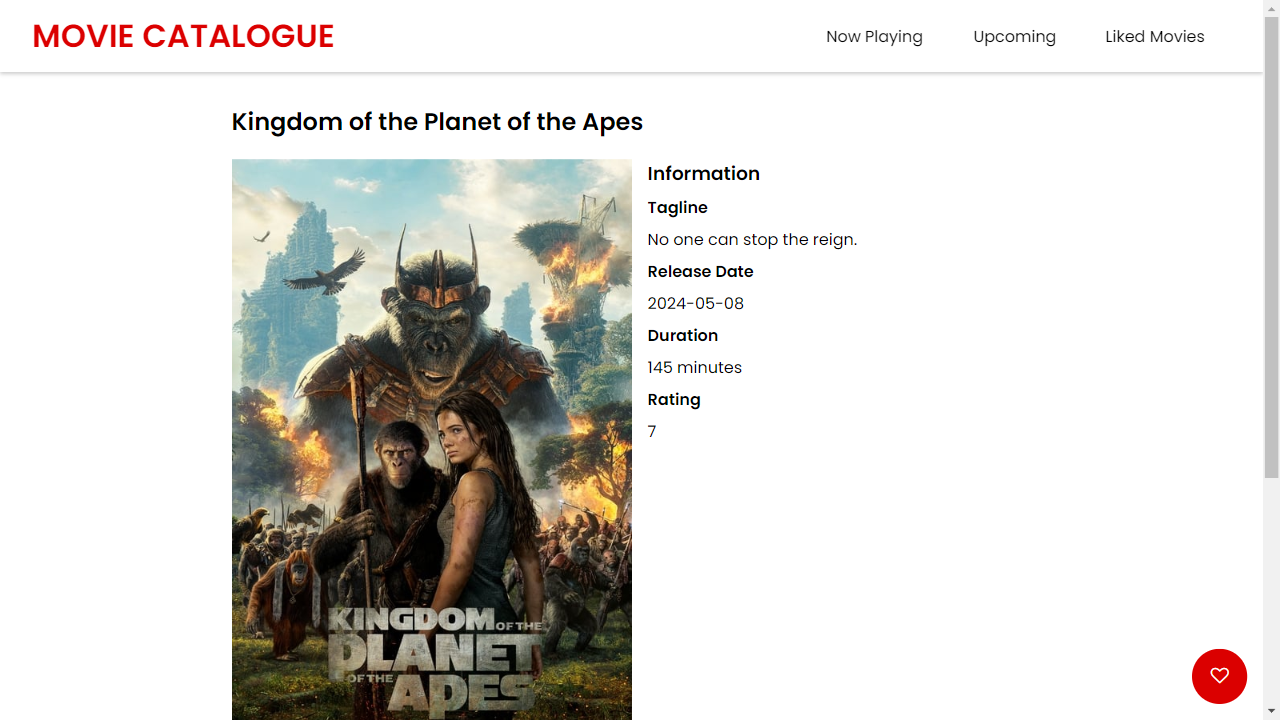 MOVIE CATALOGUE
Now Playing
Upcoming
Liked Movies
Kingdom of the Planet of the Apes
KINGDOM OF THE
PLANET
OF THE APES
Information
Tagline
No one can stop the reign.
Release Date
2024-05-08
Duration
145 minutes
Rating
7